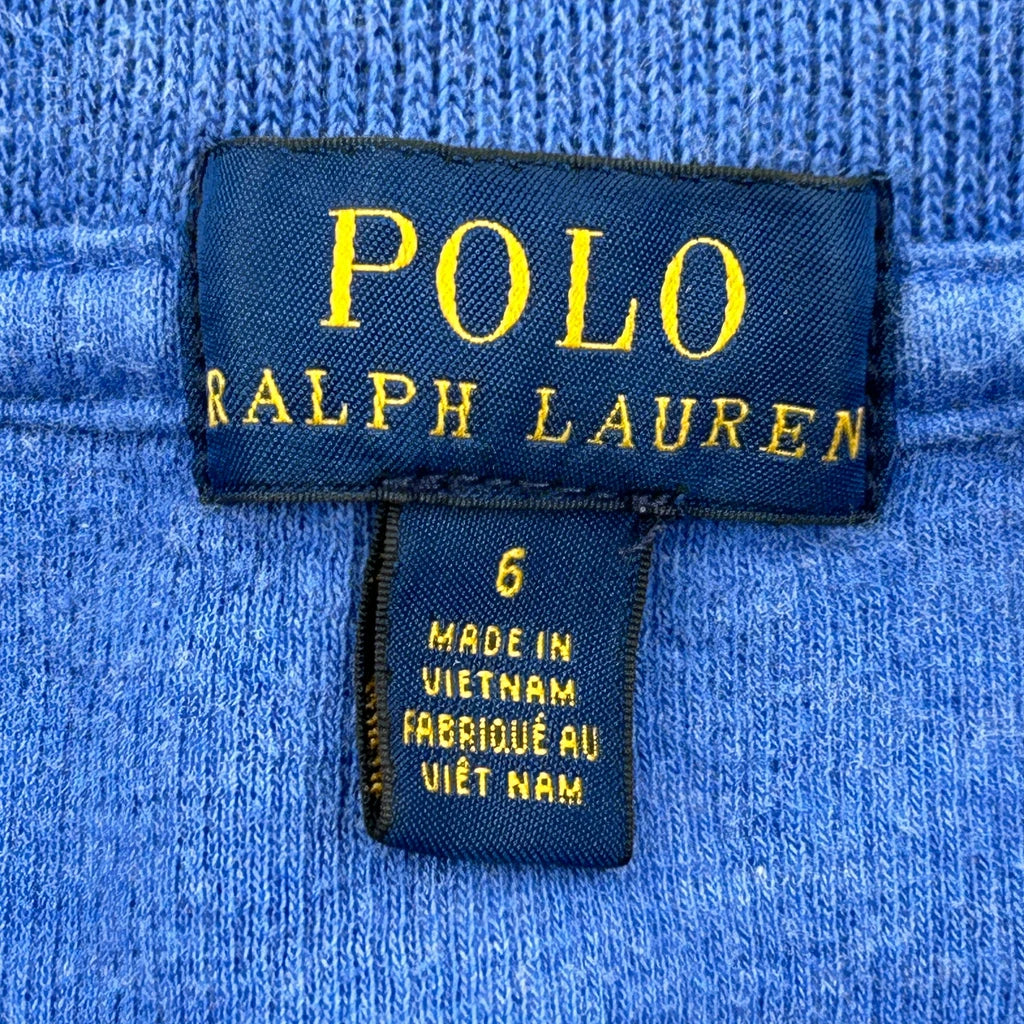 POLO
RALPH LAUREN
6
MADE IN
VIETNAM
FABRIQUÉ AU
VIÊT NAM